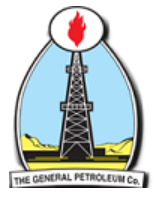 THE GENERAL PETROLEUM Co.